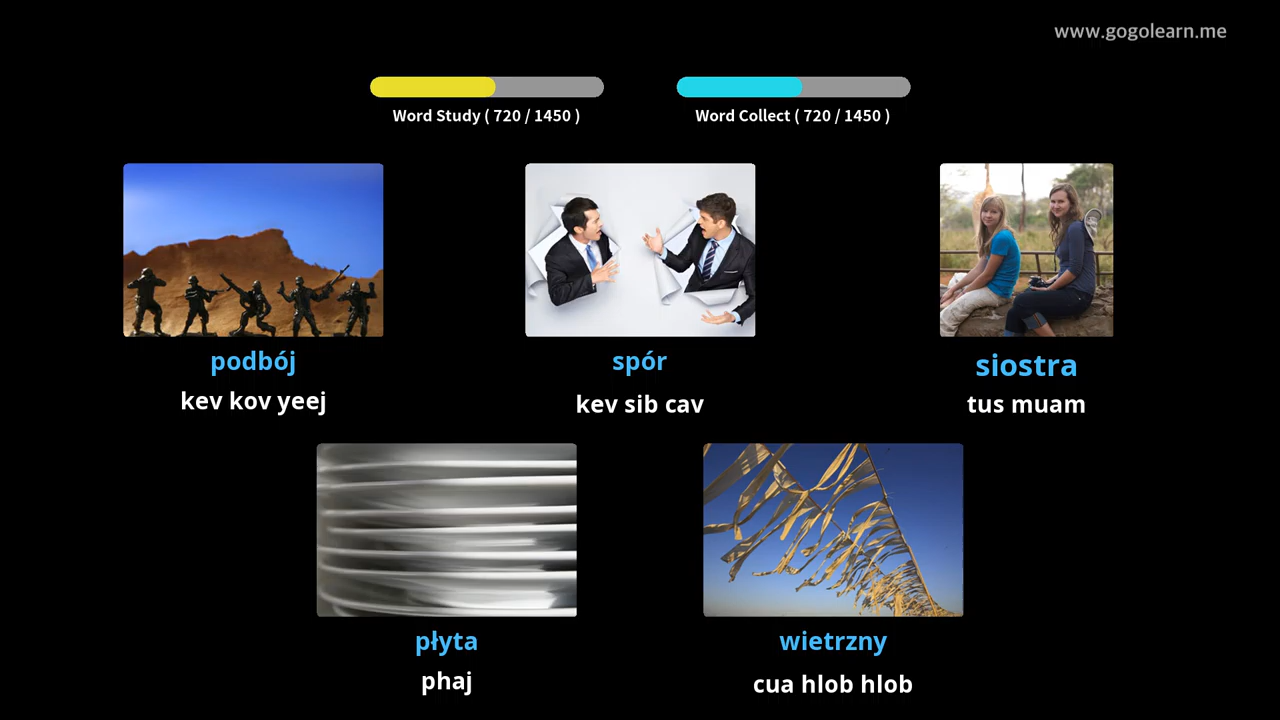 www.gogolearn.me
Word Study ( 720 / 1450 )
Word Collect ( 720 / 1450 )
podbój
kev kov yeej
spór
kev sib cav
siostra
tus muam
płyta
phaj
wietrzny
cua hlob hlob